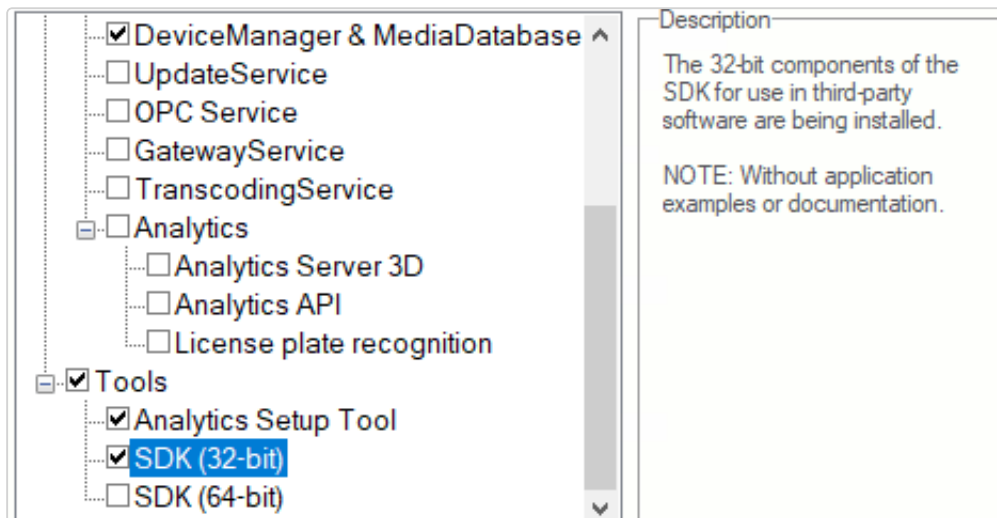 DeviceManager & MediaDatabase
UpdateService
OPC Service
GatewayService
TranscodingService
Analytics
Analytics Server 3D
Analytics API
License plate recognition
Tools
Analytics Setup Tool
SDK (32-bit)
SDK (64-bit)
Description
The 32-bit components of the
SDK for use in third-party
software are being installed.
NOTE: Without application
examples or documentation.